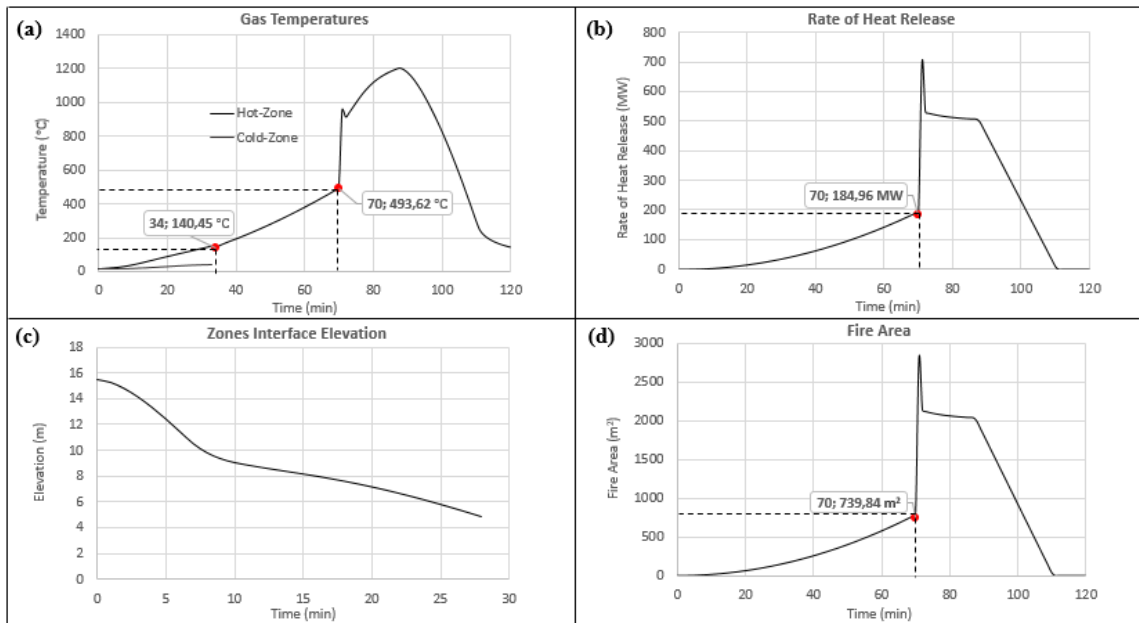 (a)
Gas Temperatures
1400
1200
1000
800
600
400
200
0
Temperature (°C)
Hot-Zone
Cold-Zone
70; 493,62 °C
34; 140,45 °C
0 20 40 60 80 100 120
Time (min)
(b)
Rate of Heat Release
800
700
600
500
400
300
200
100
0
Rate of Heat Release (MW)
70; 184,96 MW
0 20 40 60 80 100 120
Time (min)
(c)
Zones Interface Elevation
18
16
14
12
10
8
6
4
2
0
Elevation (m)
0 5 10 15 20 25 30
Time (min)
(d)
Fire Area
3000
2500
2000
1500
1000
500
0
Fire Area (m²)
70; 739,84 m²
0 20 40 60 80 100 120
Time (min)